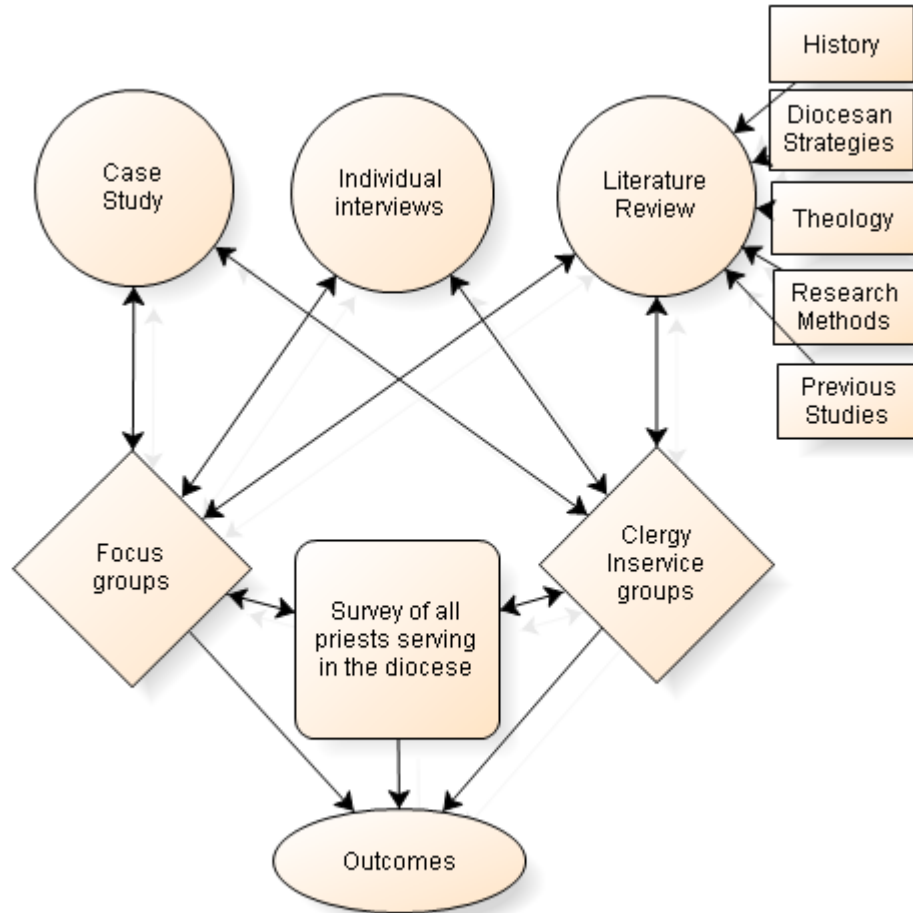 History
Diocesan
Strategies
Theology
Research
Methods
Previous
Studies
Case
Study
Individual
interviews
Literature
Review
Focus
groups
Survey of all
priests serving
in the diocese
Clergy
Inservice
groups
Outcomes